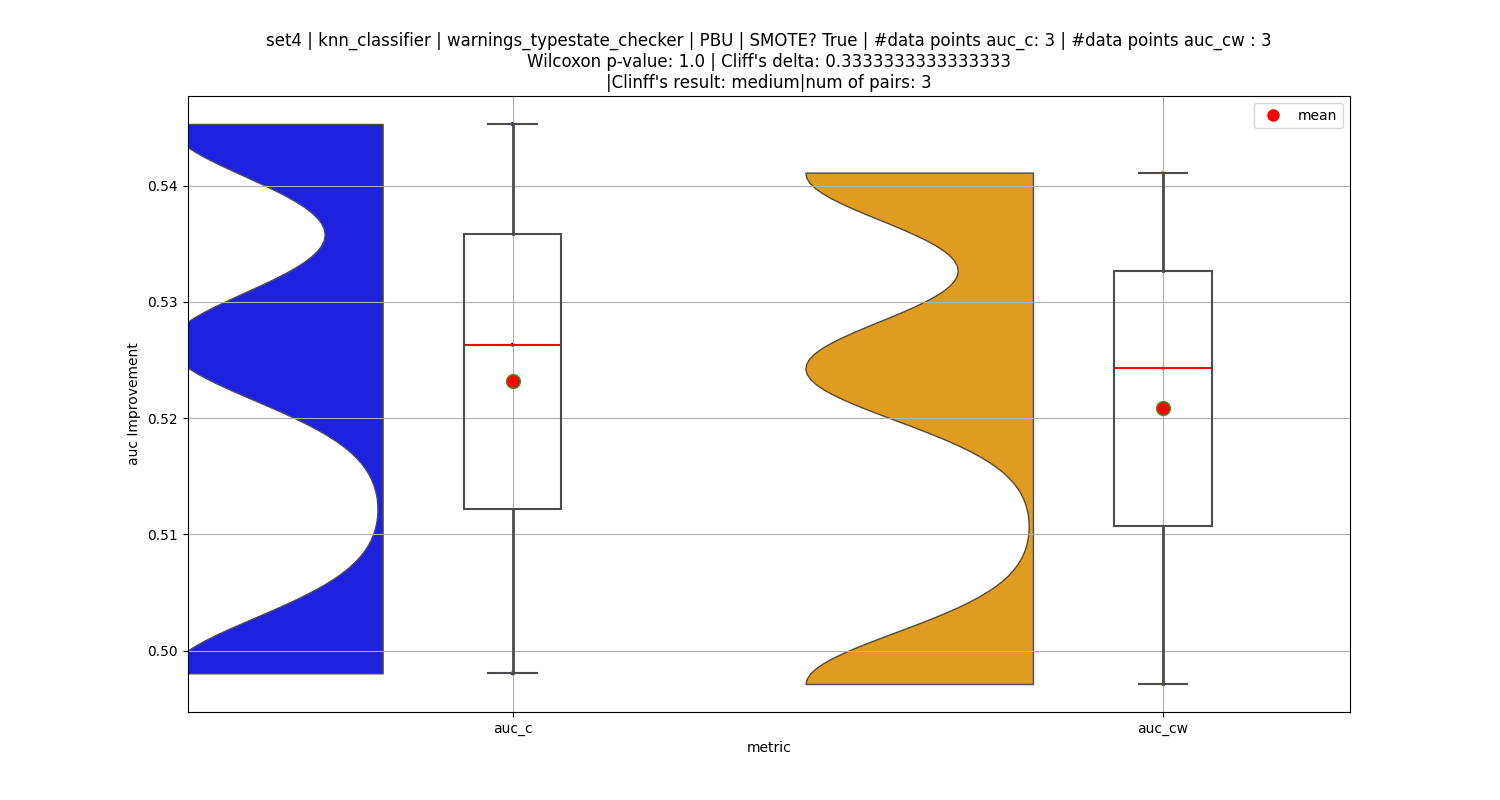 set4 | knn_classifier | warnings_typestate_checker | PBU | SMOTE? True | #data points auc_c: 3 | #data points auc_cw : 3
Wilcoxon p-value: 1.0 | Cliff's delta: 0.3333333333333333
|Clinff's result: medium|num of pairs: 3
mean
0.54
0.53
0.52
0.51
0.50
auc Improvement
auc_c
auc_cw
metric